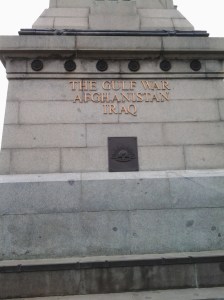 THE GULF WAR
AFGHANISTAN
IRAQ